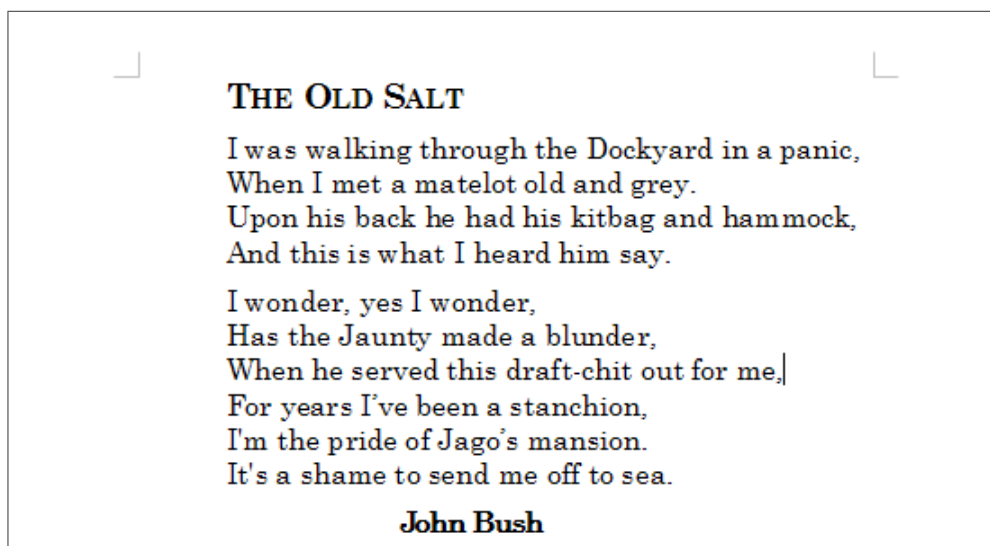 THE OLD SALT
I was walking through the Dockyard in a panic,
When I met a matelot old and grey.
Upon his back he had his kitbag and hammock,
And this is what I heard him say.
I wonder, yes I wonder,
Has the Jaunty made a blunder,
When he served this draft-chit out for me,
For years I’ve been a stanchion,
I'm the pride of Jago’s mansion.
It's a shame to send me off to sea.
John Bush